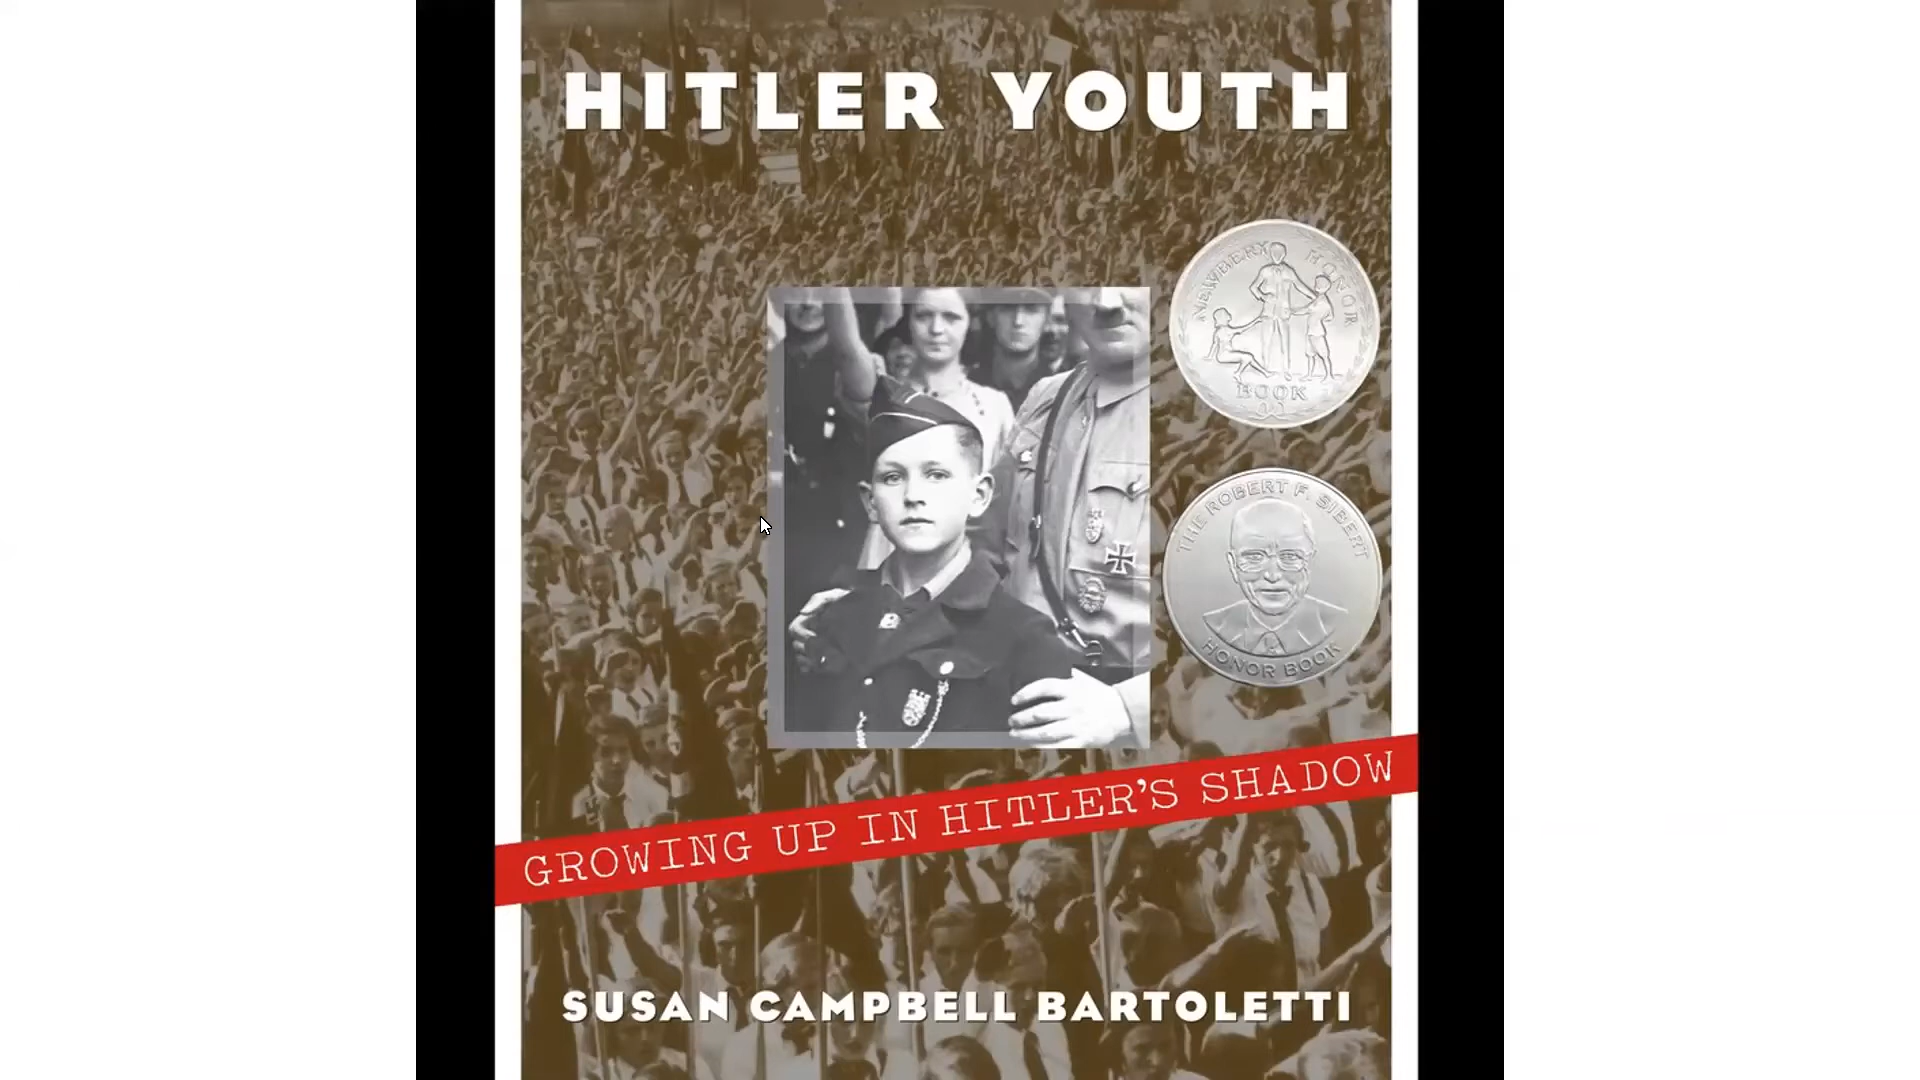 HITLER YOUTH
NEWBERY HONOR
BOOK
THE ROBERT F. SIBERT
HONOR BOOK
GROWING UP IN HITLER'S SHADOW
SUSAN CAMPBELL BARTOLETTI